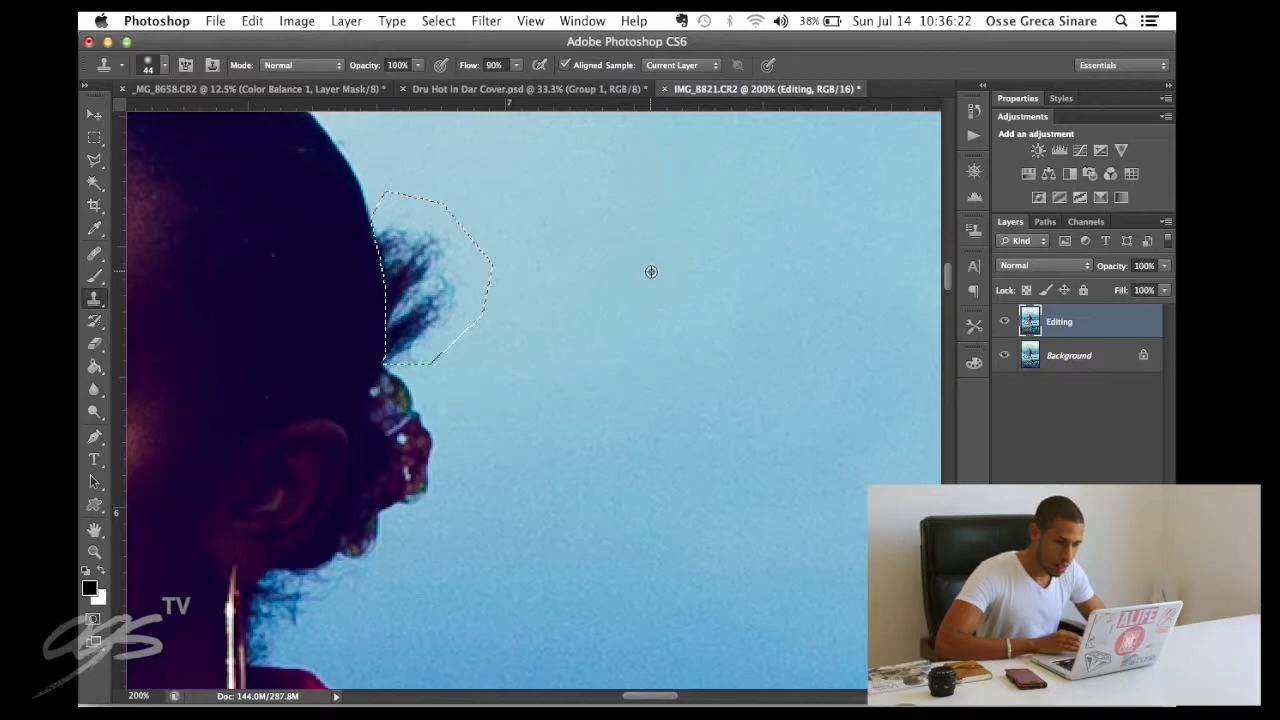 Photoshop File Edit Image Layer Type Select Filter View Window Help 38% Sun Jul 14 10:36:22 Osse Greca Sinare
Adobe Photoshop CS6
44 Mode: Normal Opacity: 100% Flow: 90% Aligned Sample: Current Layer Essentials
_MG_8658.CR2 @ 12.5% (Color Balance 1, Layer Mask/8) * Dru Hot in Dar Cover.psd @ 33.3% (Group 1, RGB/8) * IMG_8821.CR2 @ 200% (Editing, RGB/16) *
7
Properties Styles
Adjustments
Add an adjustment
Layers Paths Channels
Kind
Normal Opacity: 100%
Lock: Fill: 100%
Editing
Background
6
TV
ALIFE
200% Doc: 144.0M/287.8M